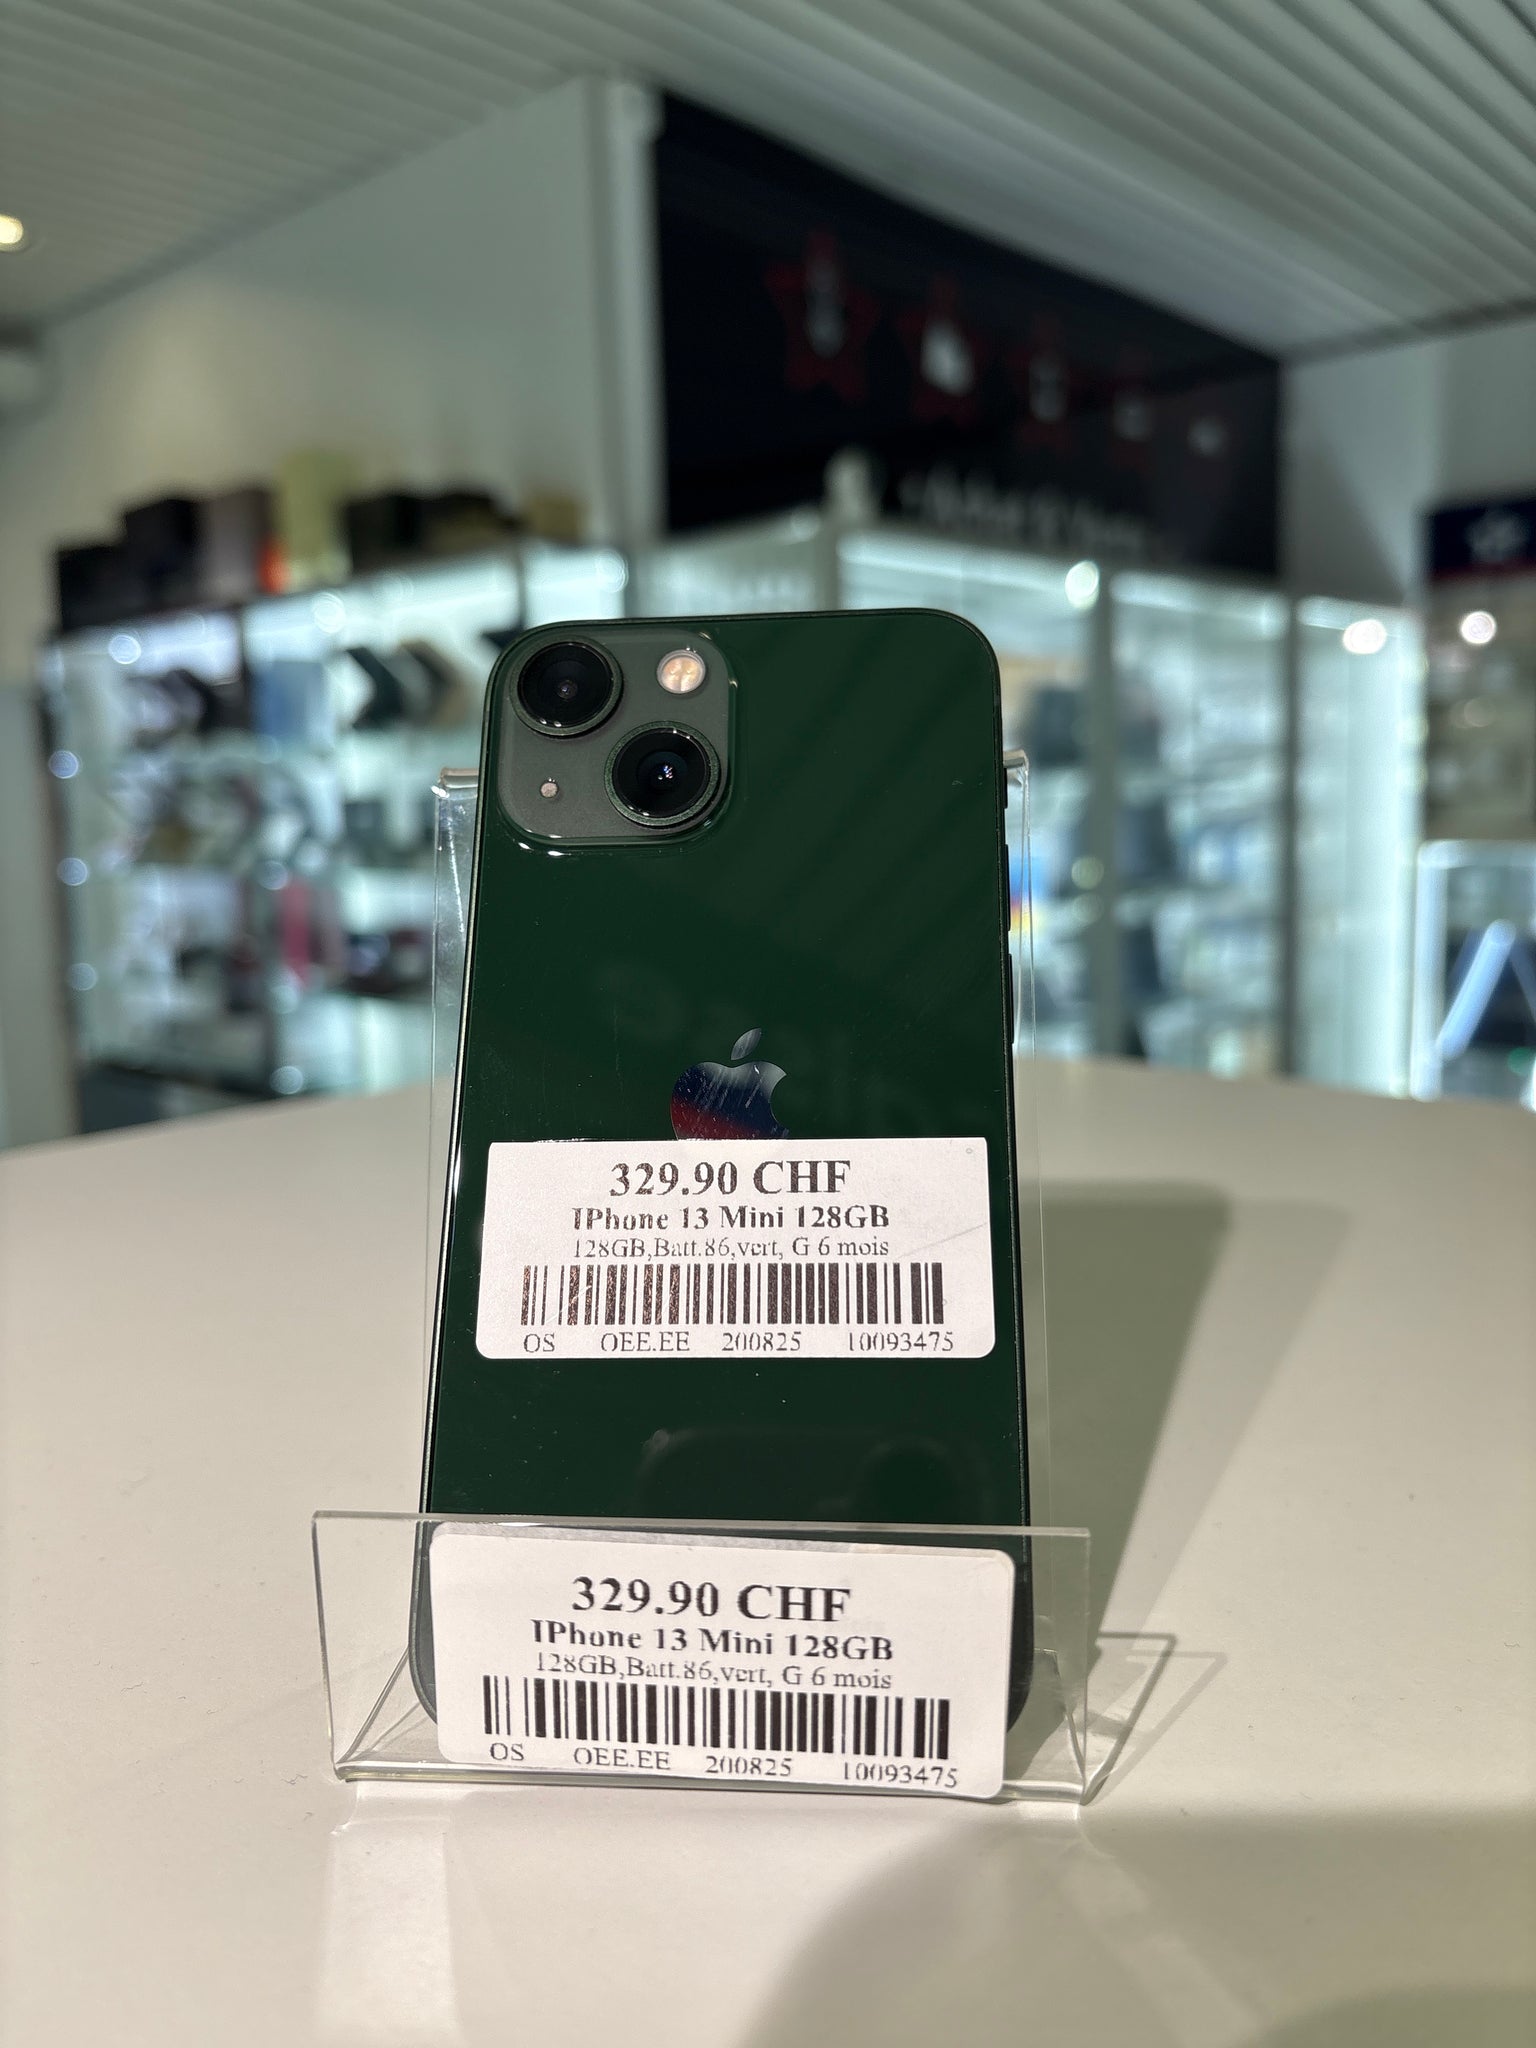 329.90 CHF
IPhone 13 Mini 128GB
128GB,Batt.86,vert, G 6 mois
OS OEE.EE 200825 10093475
329.90 CHF
IPhone 13 Mini 128GB
128GB,Batt.86,vert, G 6 mois
OS OEE.EE 200825 10093475